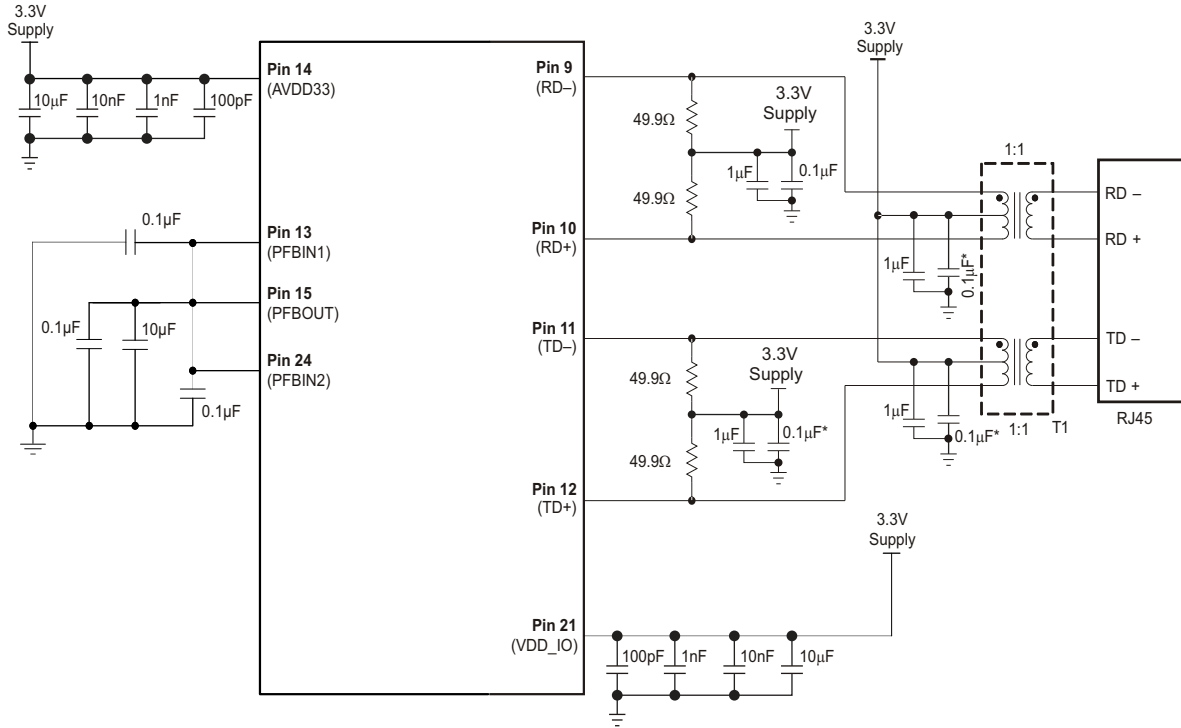 3.3V
Supply
10μF
10nF
1nF
100pF
Pin 14
(AVDD33)
0.1μF
Pin 13
(PFBIN1)
Pin 15
(PFBOUT)
0.1μF
10μF
Pin 24
(PFBIN2)
0.1μF
Pin 9
(RD–)
49.9Ω
3.3V
Supply
1μF
0.1μF
49.9Ω
Pin 10
(RD+)
Pin 11
(TD–)
49.9Ω
3.3V
Supply
1μF
0.1μF*
49.9Ω
Pin 12
(TD+)
3.3V
Supply
1:1
1μF
0.1μF*
RD –
RD +
TD –
TD +
1μF
0.1μF*
1:1
T1
RJ45
3.3V
Supply
Pin 21
(VDD_IO)
100pF
1nF
10nF
10μF